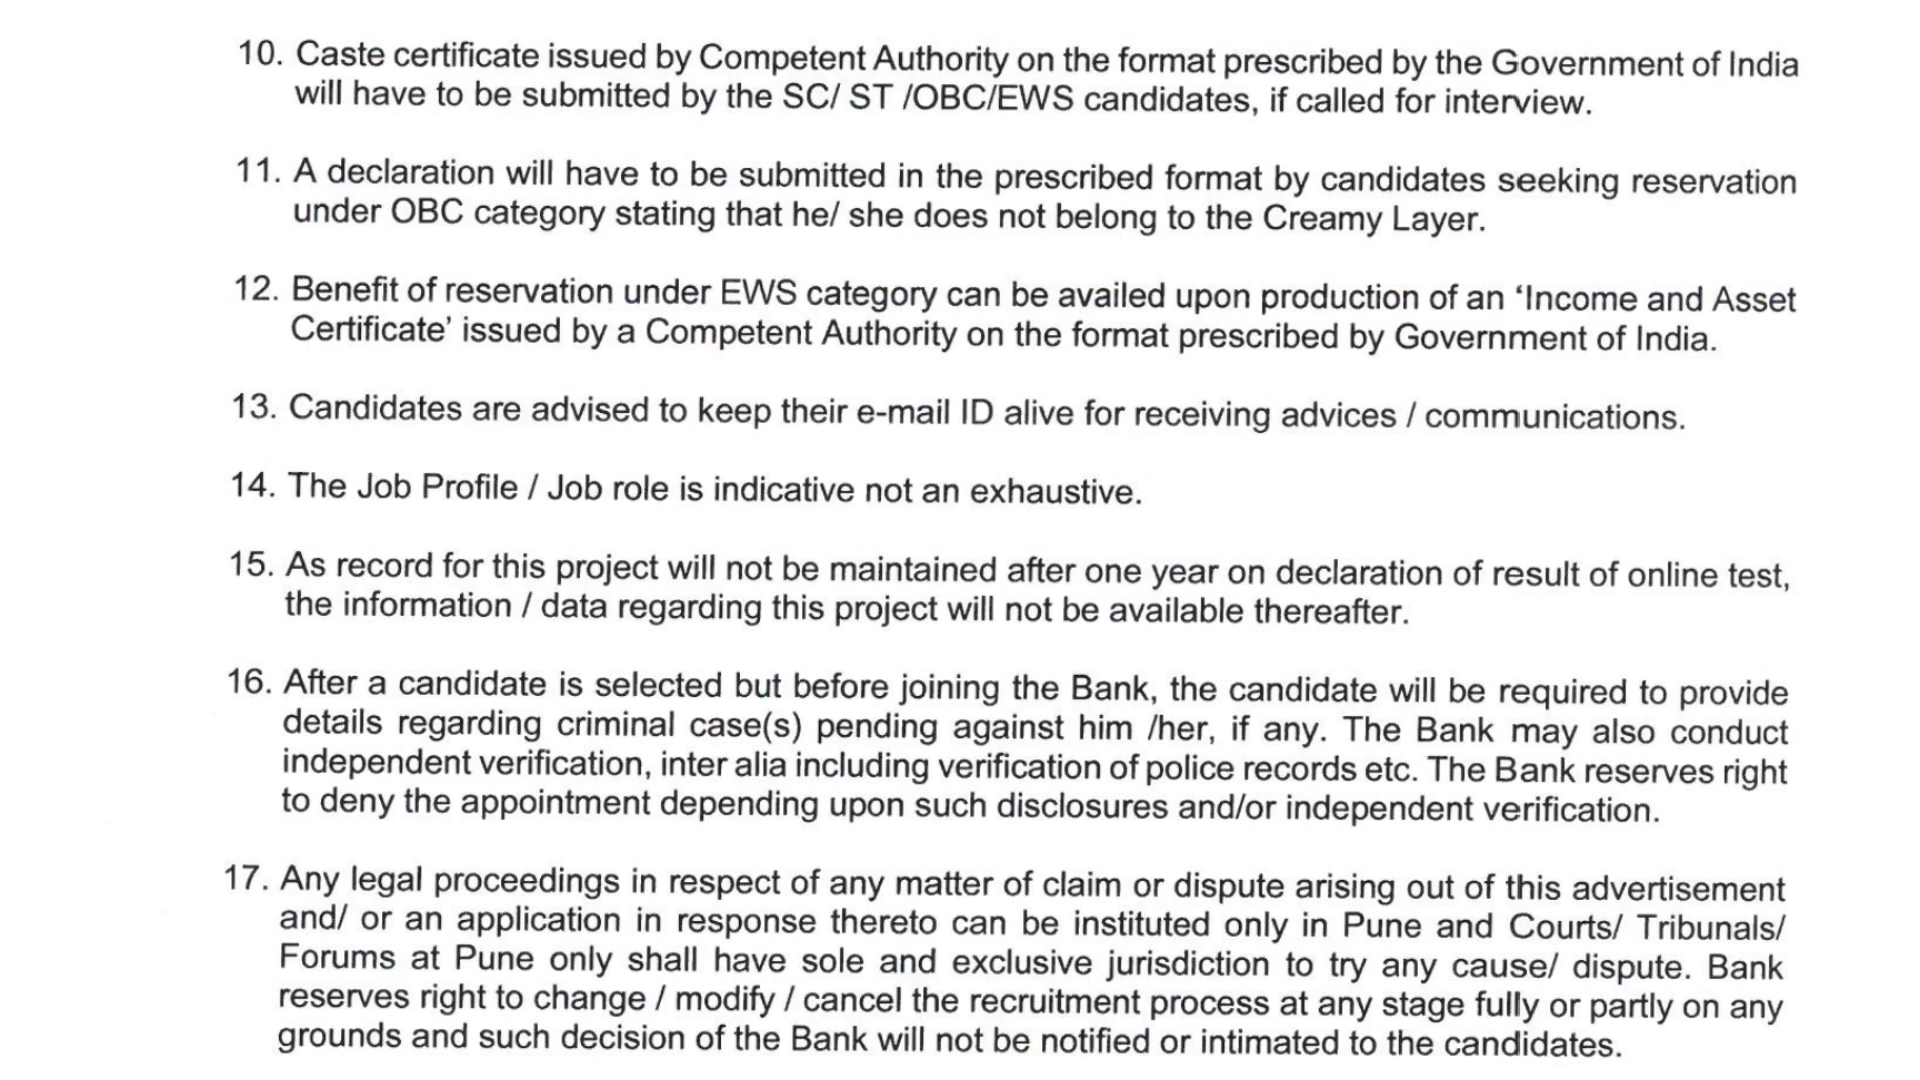 10. Caste certificate issued by Competent Authority on the format prescribed by the Government of India
will have to be submitted by the SC/ ST /OBC/EWS candidates, if called for interview.
11. A declaration will have to be submitted in the prescribed format by candidates seeking reservation
under OBC category stating that he/ she does not belong to the Creamy Layer.
12. Benefit of reservation under EWS category can be availed upon production of an ‘Income and Asset
Certificate’ issued by a Competent Authority on the format prescribed by Government of India.
13. Candidates are advised to keep their e-mail ID alive for receiving advices / communications.
14. The Job Profile / Job role is indicative not an exhaustive.
15. As record for this project will not be maintained after one year on declaration of result of online test,
the information / data regarding this project will not be available thereafter.
16. After a candidate is selected but before joining the Bank, the candidate will be required to provide
details regarding criminal case(s) pending against him /her, if any. The Bank may also conduct
independent verification, inter alia including verification of police records etc. The Bank reserves right
to deny the appointment depending upon such disclosures and/or independent verification.
17. Any legal proceedings in respect of any matter of claim or dispute arising out of this advertisement
and/ or an application in response thereto can be instituted only in Pune and Courts/ Tribunals/
Forums at Pune only shall have sole and exclusive jurisdiction to try any cause/ dispute. Bank
reserves right to change / modify / cancel the recruitment process at any stage fully or partly on any
grounds and such decision of the Bank will not be notified or intimated to the candidates.